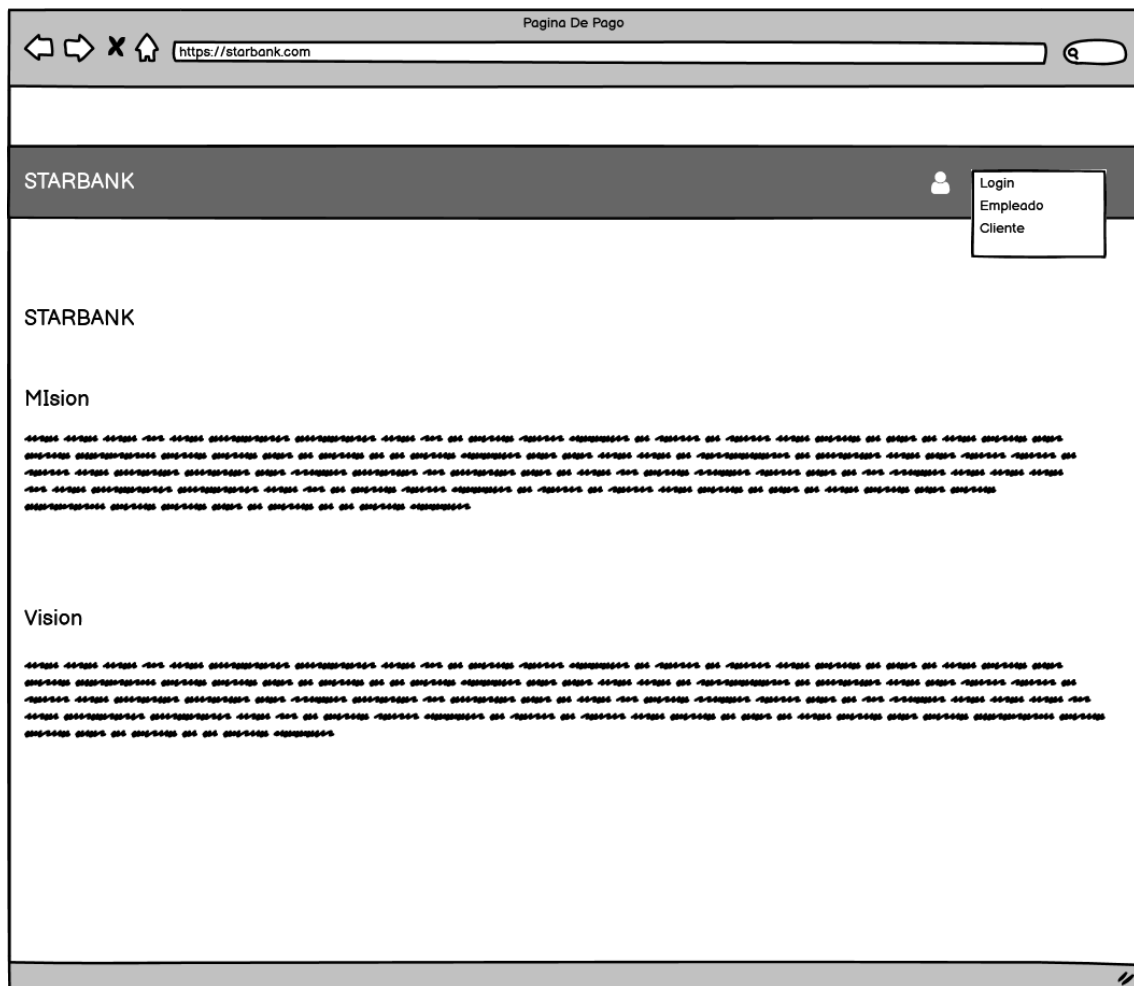 Pagina De Pago
https://starbank.com
STARBANK
Login
Empleado
Cliente
STARBANK
MIsion
Vision